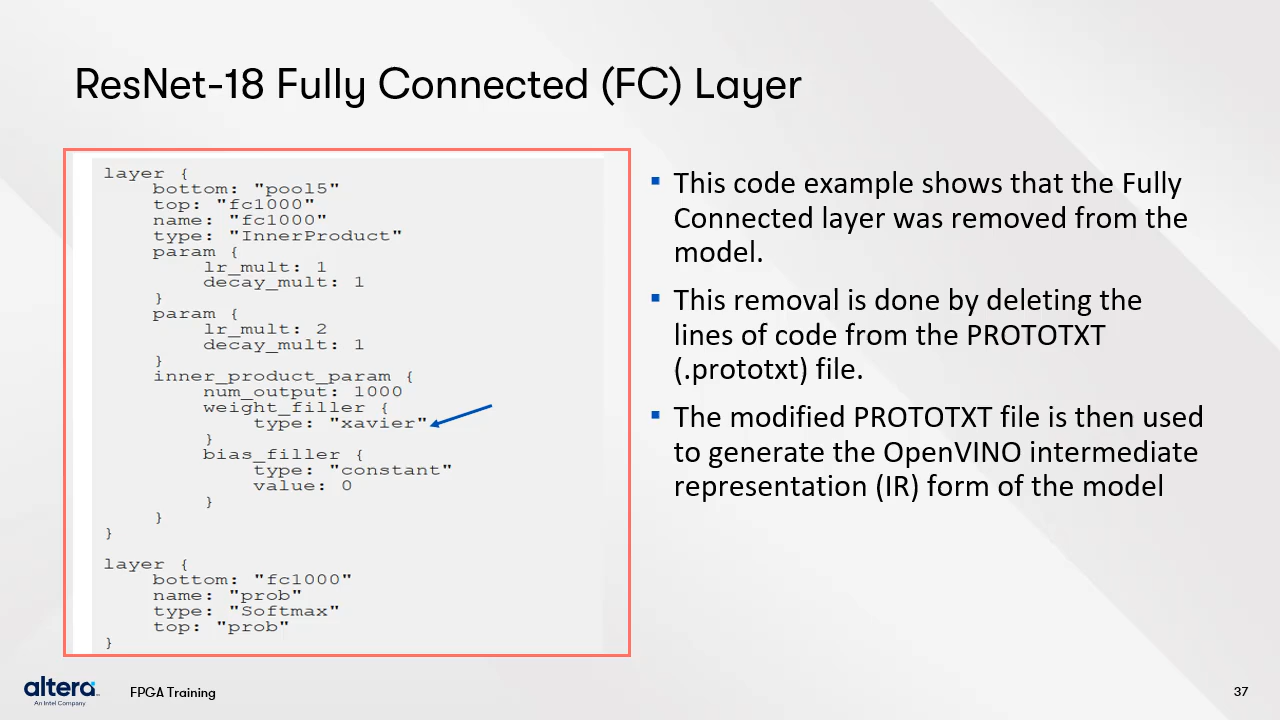 ResNet-18 Fully Connected (FC) Layer
layer {
bottom: "pool5"
top: "fc1000"
name: "fc1000"
type: "InnerProduct"
param {
lr_mult: 1
decay_mult: 1
}
param {
lr_mult: 2
decay_mult: 1
}
inner_product_param {
num_output: 1000
weight_filler {
type: "xavier"
}
bias_filler {
type: "constant"
value: 0
}
}
}
layer {
bottom: "fc1000"
name: "prob"
type: "Softmax"
top: "prob"
}
▪ This code example shows that the Fully
Connected layer was removed from the
model.
▪ This removal is done by deleting the
lines of code from the PROTOTXT
(.prototxt) file.
▪ The modified PROTOTXT file is then used
to generate the OpenVINO intermediate
representation (IR) form of the model
altera
An Intel Company
FPGA Training
37